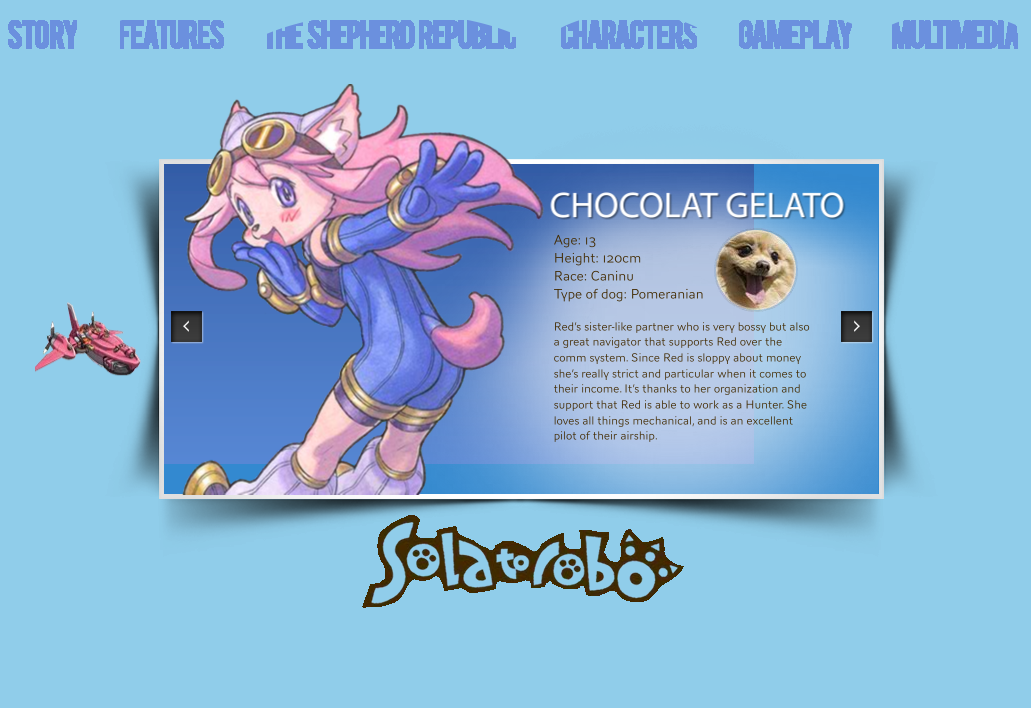 STORY FEATURES THE SHEPHERD REPUBLIC CHARACTERS GAMEPLAY MULTIMEDIA
CHOCOLAT GELATO
Age: 13
Height: 120cm
Race: Caninu
Type of dog: Pomeranian
Red's sister-like partner who is very bossy but also
a great navigator that supports Red over the
comm system. Since Red is sloppy about money
she's really strict and particular when it comes to
their income. It's thanks to her organization and
support that Red is able to work as a Hunter. She
loves all things mechanical, and is an excellent
pilot of their airship.
Solatorobo